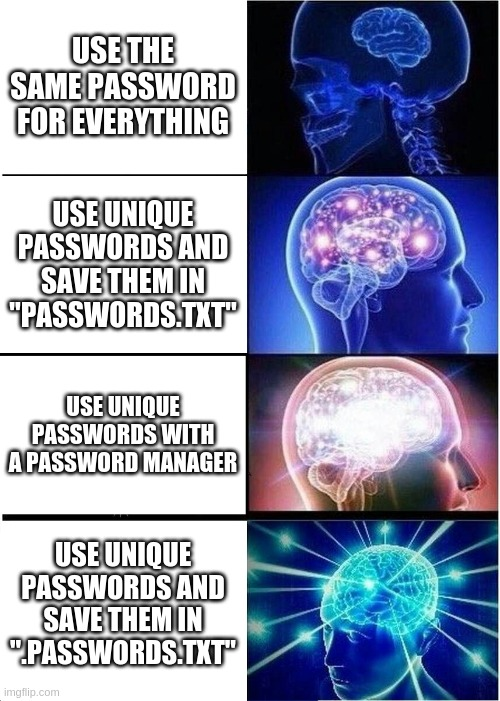 USE THE
SAME PASSWORD
FOR EVERYTHING
USE UNIQUE
PASSWORDS AND
SAVE THEM IN
"PASSWORDS.TXT"
USE UNIQUE
PASSWORDS WITH
A PASSWORD MANAGER
USE UNIQUE
PASSWORDS AND
SAVE THEM IN
".PASSWORDS.TXT"
imgflip.com